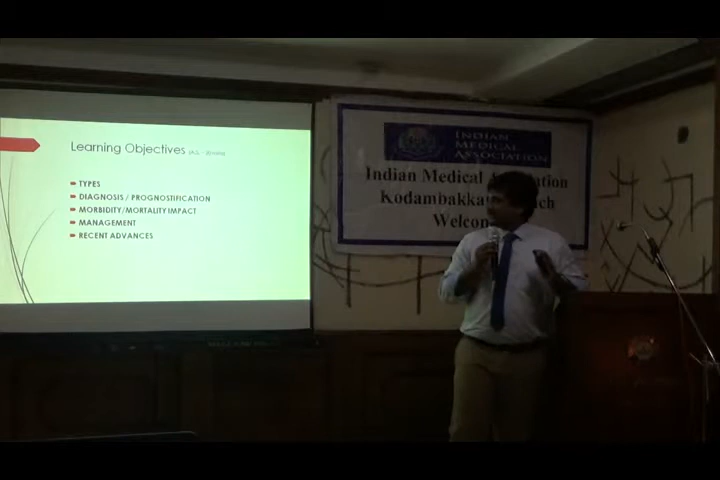 Learning Objectives
TYPES
DIAGNOSIS / PROGNOSTIFICATION
MORBIDITY/MORTALITY IMPACT
MANAGEMENT
RECENT ADVANCES
INDIAN
MEDICAL
ASSOCIATION
Indian Medical
Kodambakka
Welco